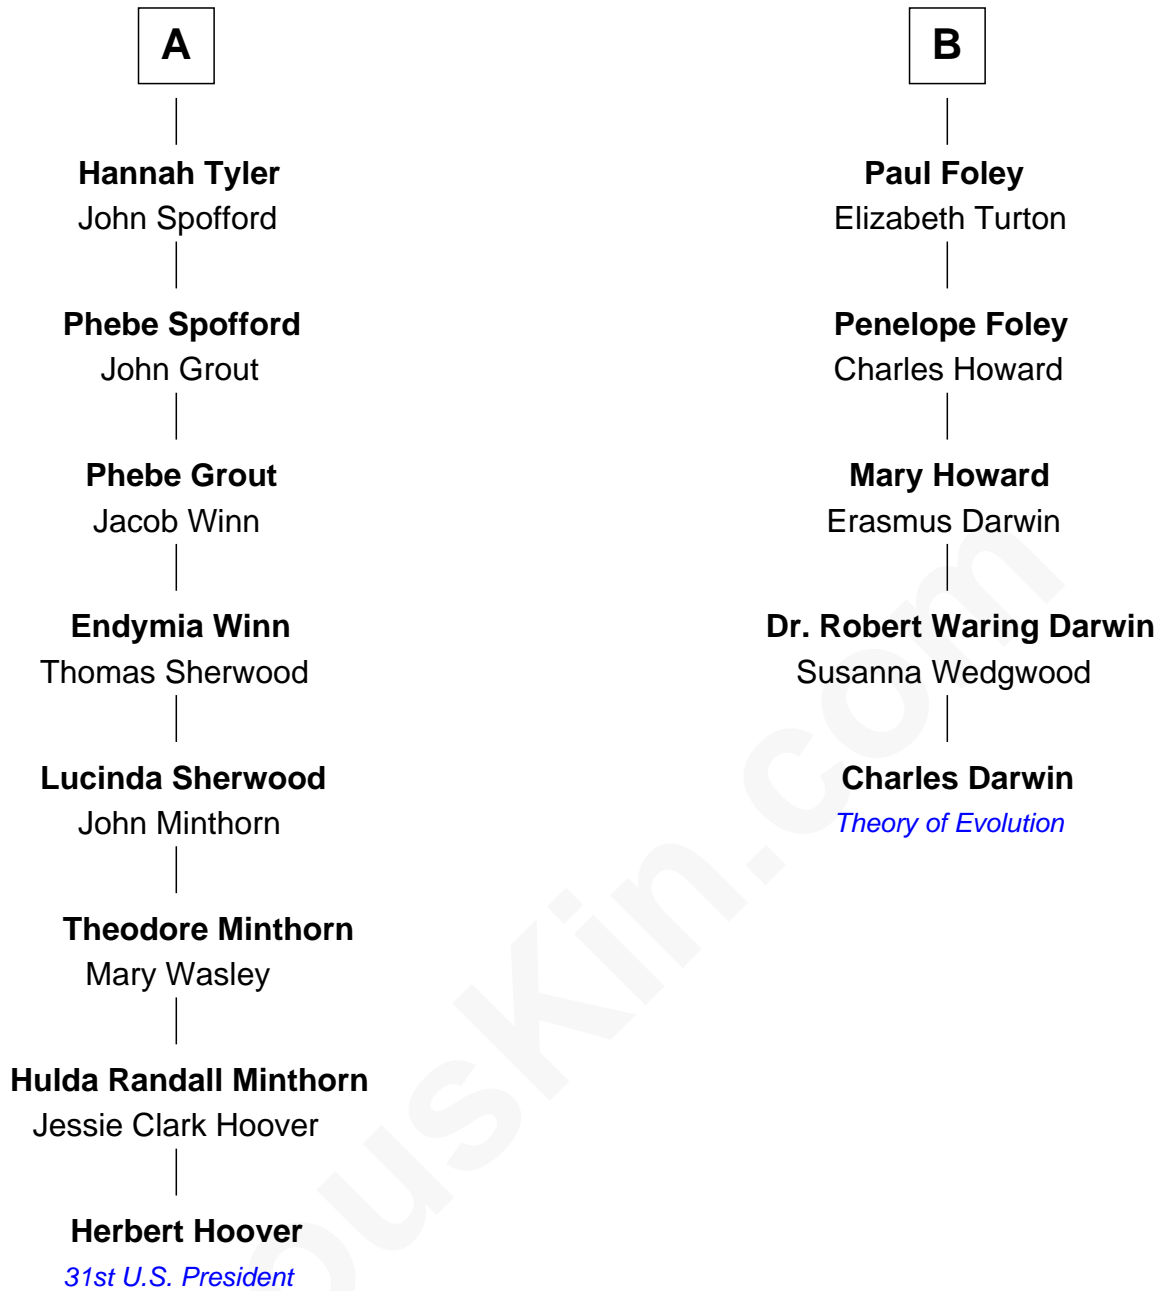 A
Hannah Tyler
John Spofford
Phebe Spofford
John Grout
Phebe Grout
Jacob Winn
Endymia Winn
Thomas Sherwood
Lucinda Sherwood
John Minthorn
Theodore Minthorn
Mary Wasley
Hulda Randall Minthorn
Jessie Clark Hoover
Herbert Hoover
31st U.S. President
B
Paul Foley
Elizabeth Turton
Penelope Foley
Charles Howard
Mary Howard
Erasmus Darwin
Dr. Robert Waring Darwin
Susanna Wedgwood
Charles Darwin
Theory of Evolution
ousKin.com